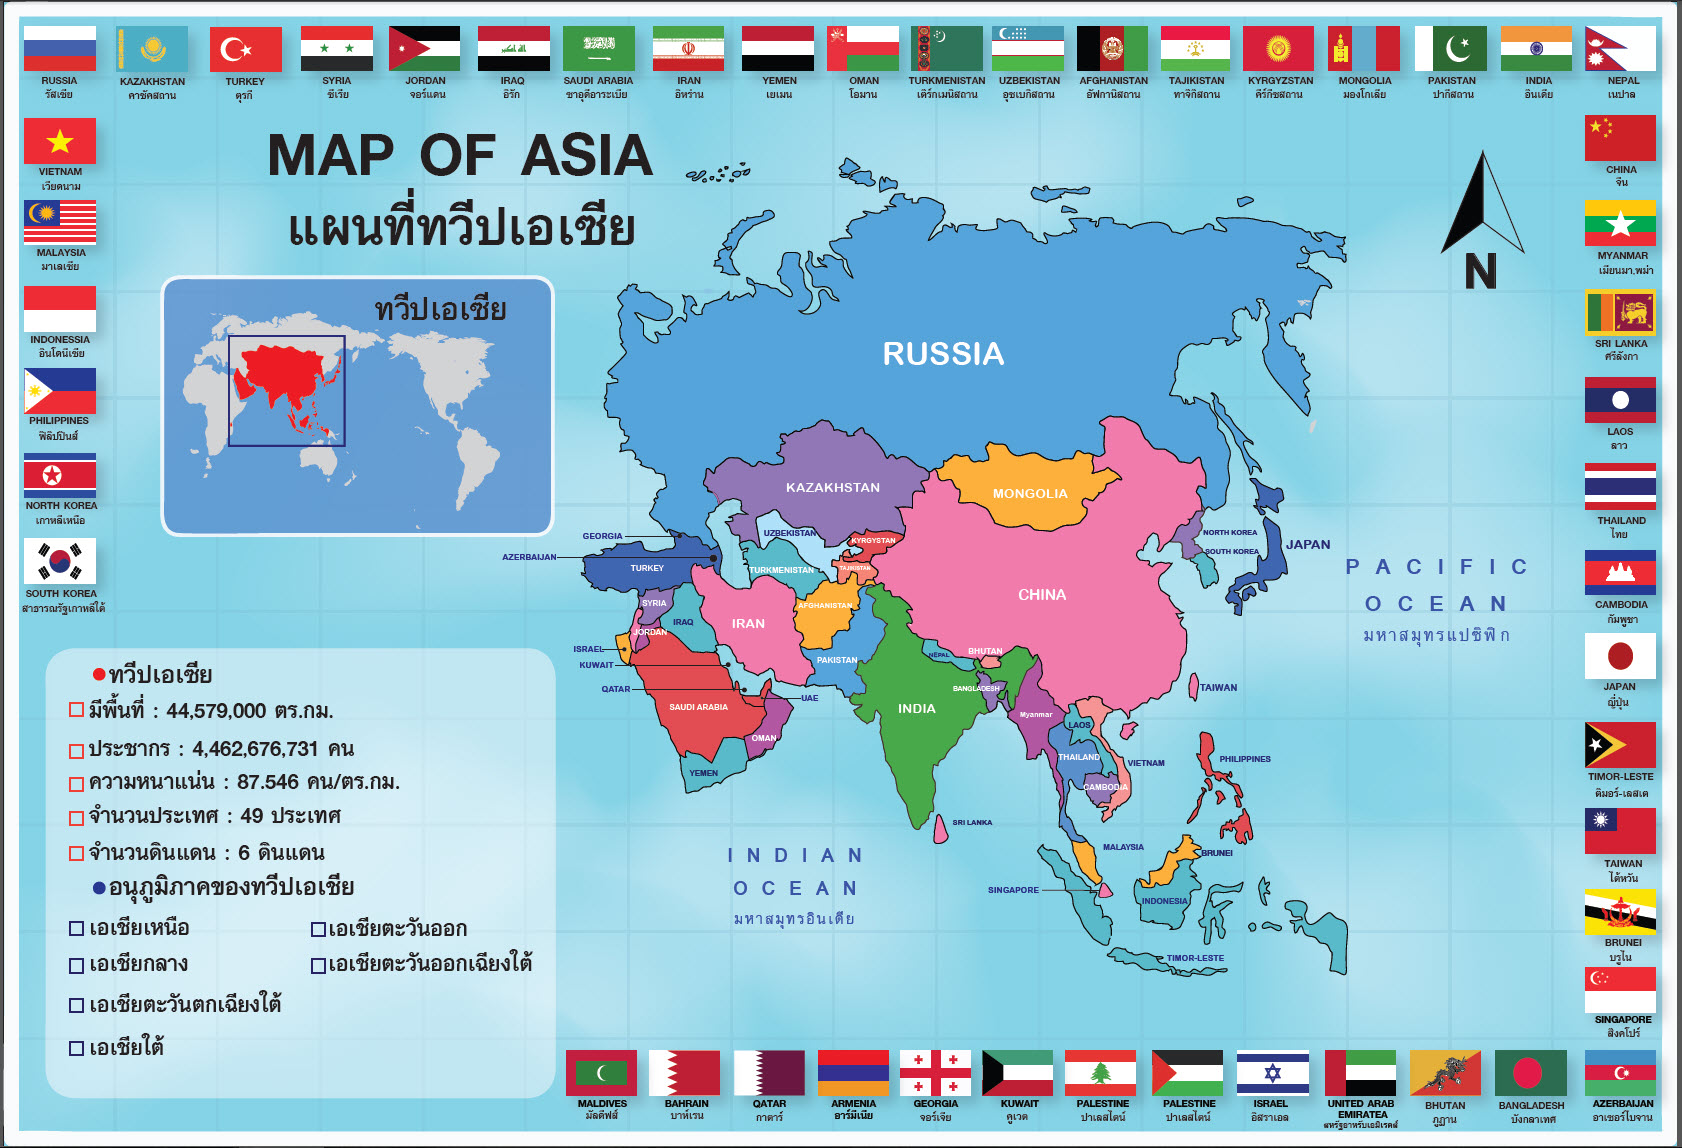 RUSSIA
รัสเซีย
KAZAKHSTAN
คาซัคสถาน
TURKEY
ตุรกี
SYRIA
ซีเรีย
JORDAN
จอร์แดน
IRAQ
อิรัก
SAUDI ARABIA
ซาอุดีอาระเบีย
IRAN
อิหร่าน
YEMEN
เยเมน
OMAN
โอมาน
TURKMENISTAN
เติร์กเมนิสถาน
UZBEKISTAN
อุซเบกิสถาน
AFGHANISTAN
อัฟกานิสถาน
TAJIKISTAN
ทาจิกิสถาน
KYRGYZSTAN
คีร์กีซสถาน
MONGOLIA
มองโกเลีย
PAKISTAN
ปากีสถาน
INDIA
อินเดีย
NEPAL
เนปาล
VIETNAM
เวียดนาม
MALAYSIA
มาเลเซีย
INDONESSIA
อินโดนีเซีย
PHILIPPINES
ฟิลิปปินส์
NORTH KOREA
เกาหลีเหนือ
SOUTH KOREA
สาธารณรัฐเกาหลีใต้
MAP OF ASIA
แผนที่ทวีปเอเซีย
ทวีปเอเซีย
N
RUSSIA
KAZAKHSTAN
MONGOLIA
UZBEKISTAN
KYRGYSTAN
NORTH KOREA
SOUTH KOREA
JAPAN
GEORGIA
AZERBAIJAN
TURKEY
TURKMENISTAN
TAJIKISTAN
CHINA
SYRIA
AFGHANISTAN
IRAQ
IRAN
JORDAN
ISRAEL
KUWAIT
PAKISTAN
NEPAL
BHUTAN
QATAR
UAE
BANGLADESH
TAIWAN
SAUDI ARABIA
INDIA
Myanmar
LAOS
OMAN
THAILAND
VIETNAM
PHILIPPINES
YEMEN
CAMBODIA
SRI LANKA
MALAYSIA
BRUNEI
SINGAPORE
INDONESIA
TIMOR-LESTE
PACIFIC
OCEAN
มหาสมุทรแปซิฟิก
INDIAN
OCEAN
มหาสมุทรอินเดีย
ทวีปเอเซีย
มีพื้นที่ : 44,579,000 ตร.กม.
ประชากร : 4,462,676,731 คน
ความหนาแน่น : 87.546 คน/ตร.กม.
จำนวนประเทศ : 49 ประเทศ
จำนวนดินแดน : 6 ดินแดน
อนุภูมิภาคของทวีปเอเชีย
เอเชียเหนือ
เอเชียตะวันออก
เอเชียกลาง
เอเชียตะวันออกเฉียงใต้
เอเชียตะวันตกเฉียงใต้
เอเชียใต้
CHINA
จีน
MYANMAR
เมียนมา,พม่า
SRI LANKA
ศรีลังกา
LAOS
ลาว
THAILAND
ไทย
CAMBODIA
กัมพูชา
JAPAN
ญี่ปุ่น
TIMOR-LESTE
ติมอร์-เลสเต
TAIWAN
ไต้หวัน
BRUNEI
บรูไน
SINGAPORE
สิงคโปร์
MALDIVES
มัลดีฟส์
BAHRAIN
บาห์เรน
QATAR
กาตาร์
ARMENIA
อาร์มีเนีย
GEORGIA
จอร์เจีย
KUWAIT
คูเวต
PALESTINE
ปาเลสไตน์
PALESTINE
ปาเลสไตน์
ISRAEL
อิสราเอล
UNITED ARAB
EMIRATEA
สหรัฐอาหรับเอมิเรตส์
BHUTAN
ภูฏาน
BANGLADESH
บังกลาเทศ
AZERBAIJAN
อาเซอร์ไบจาน